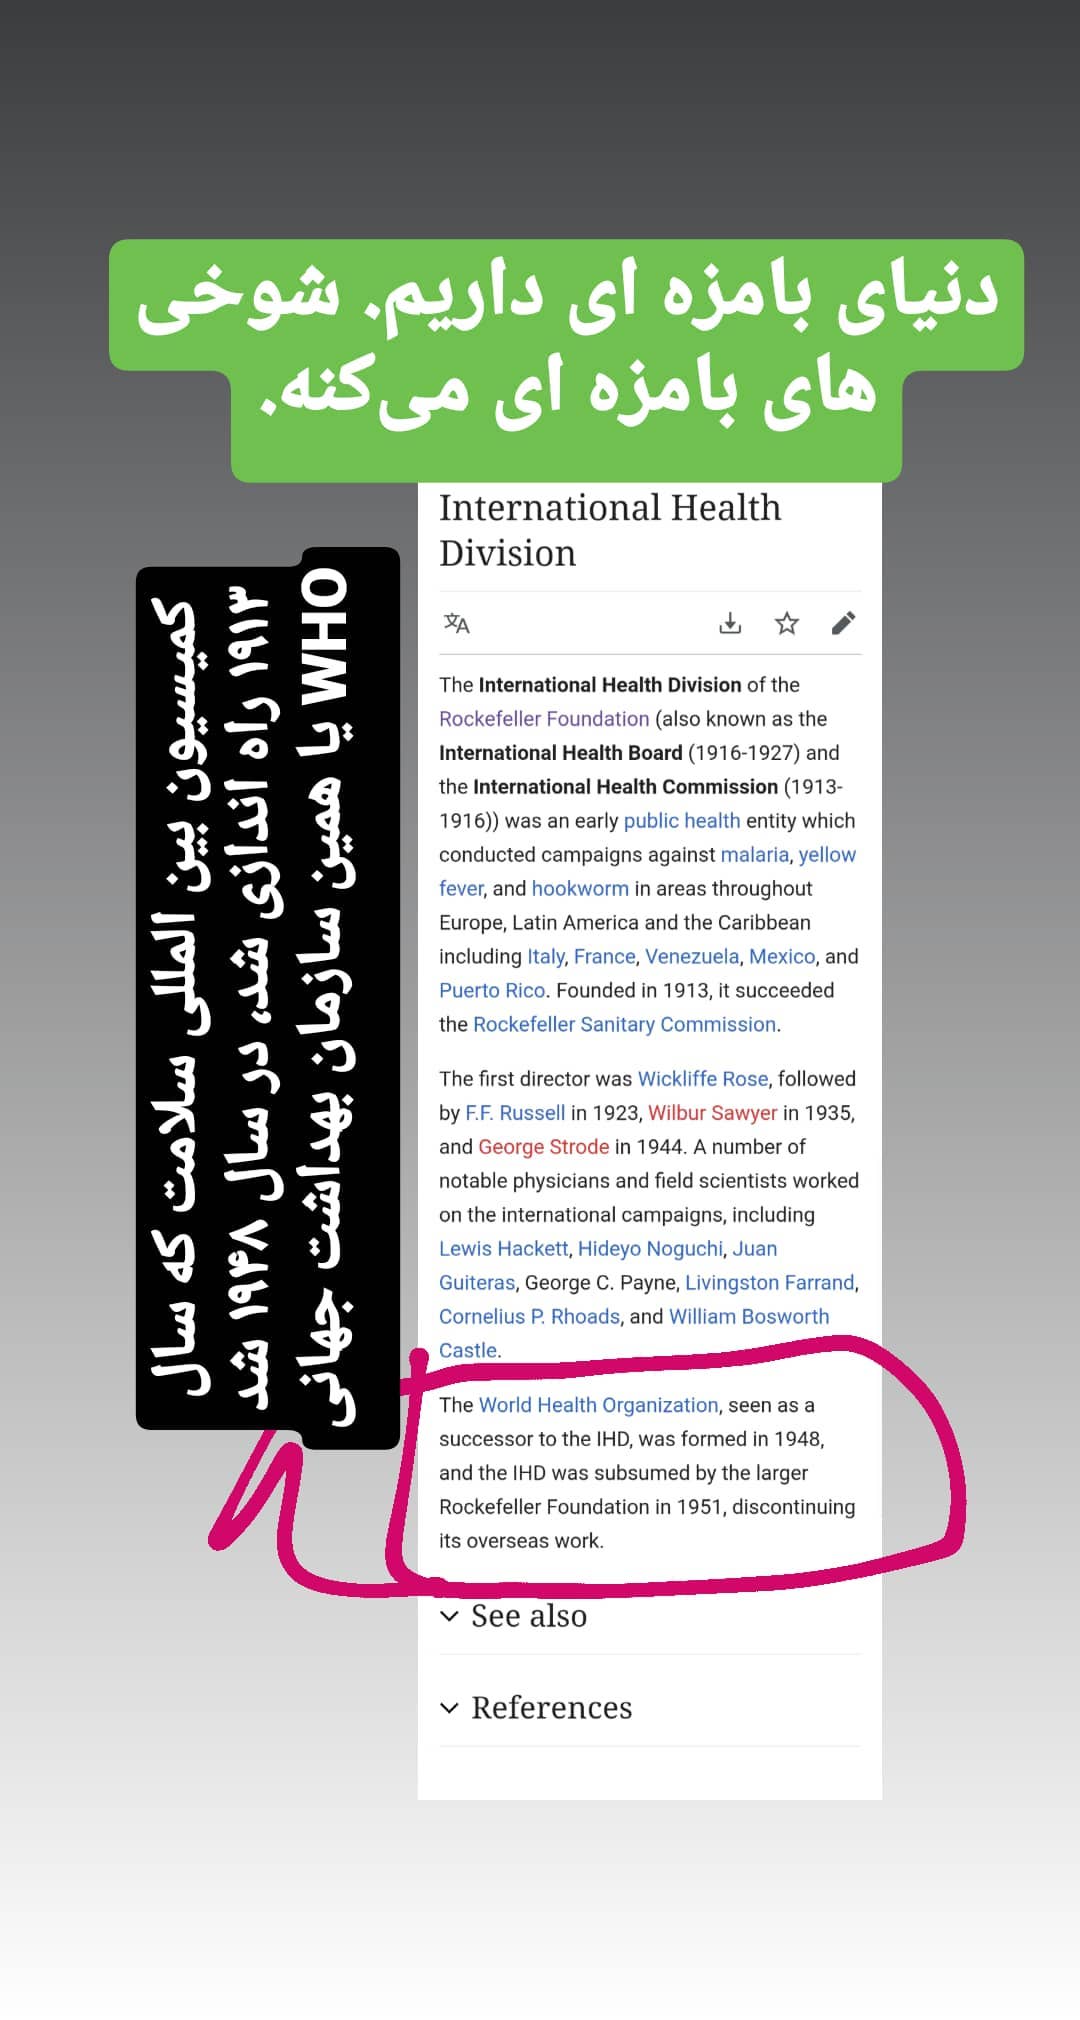 دنیای بامزه ای داریم. شوخی
های بامزه ای می‌کنه.
کمیسیون بین المللی سلامت که سال
۱۹۱۳ راه اندازی شد، در سال ۱۹۴۸ شد
WHO یا همین سازمان بهداشت جهانی
International Health
Division
The International Health Division of the
Rockefeller Foundation (also known as the
International Health Board (1916-1927) and
the International Health Commission (1913-
1916)) was an early public health entity which
conducted campaigns against malaria, yellow
fever, and hookworm in areas throughout
Europe, Latin America and the Caribbean
including Italy, France, Venezuela, Mexico, and
Puerto Rico. Founded in 1913, it succeeded
the Rockefeller Sanitary Commission.
The first director was Wickliffe Rose, followed
by F.F. Russell in 1923, Wilbur Sawyer in 1935,
and George Strode in 1944. A number of
notable physicians and field scientists worked
on the international campaigns, including
Lewis Hackett, Hideyo Noguchi, Juan
Guiteras, George C. Payne, Livingston Farrand,
Cornelius P. Rhoads, and William Bosworth
Castle.
The World Health Organization, seen as a
successor to the IHD, was formed in 1948,
and the IHD was subsumed by the larger
Rockefeller Foundation in 1951, discontinuing
its overseas work.
See also
References